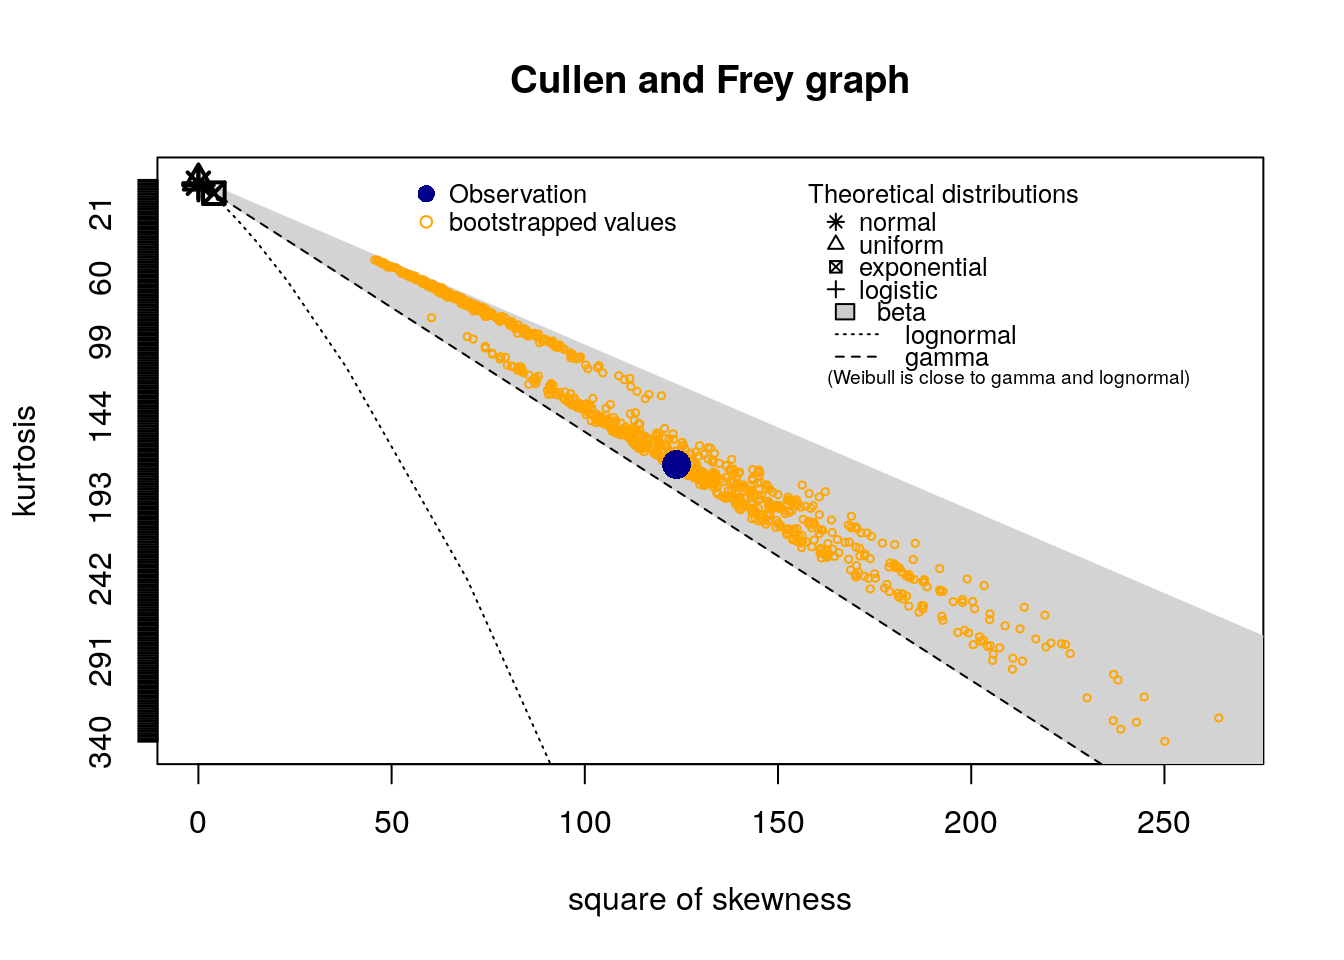 Cullen and Frey graph
Observation
bootstrapped values
Theoretical distributions
normal
uniform
exponential
logistic
beta
lognormal
gamma
(Weibull is close to gamma and lognormal)
kurtosis
21
60
99
144
193
242
291
340
0 50 100 150 200 250
square of skewness